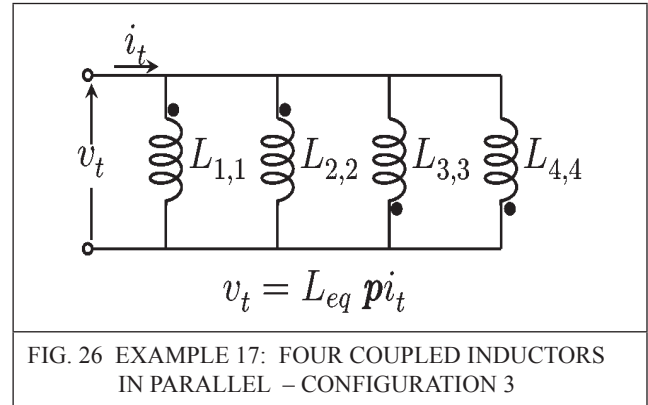 i_t
v_t
L_{1,1} L_{2,2} L_{3,3} L_{4,4}
v_t = L_{eq} p i_t
FIG. 26 EXAMPLE 17: FOUR COUPLED INDUCTORS
IN PARALLEL – CONFIGURATION 3